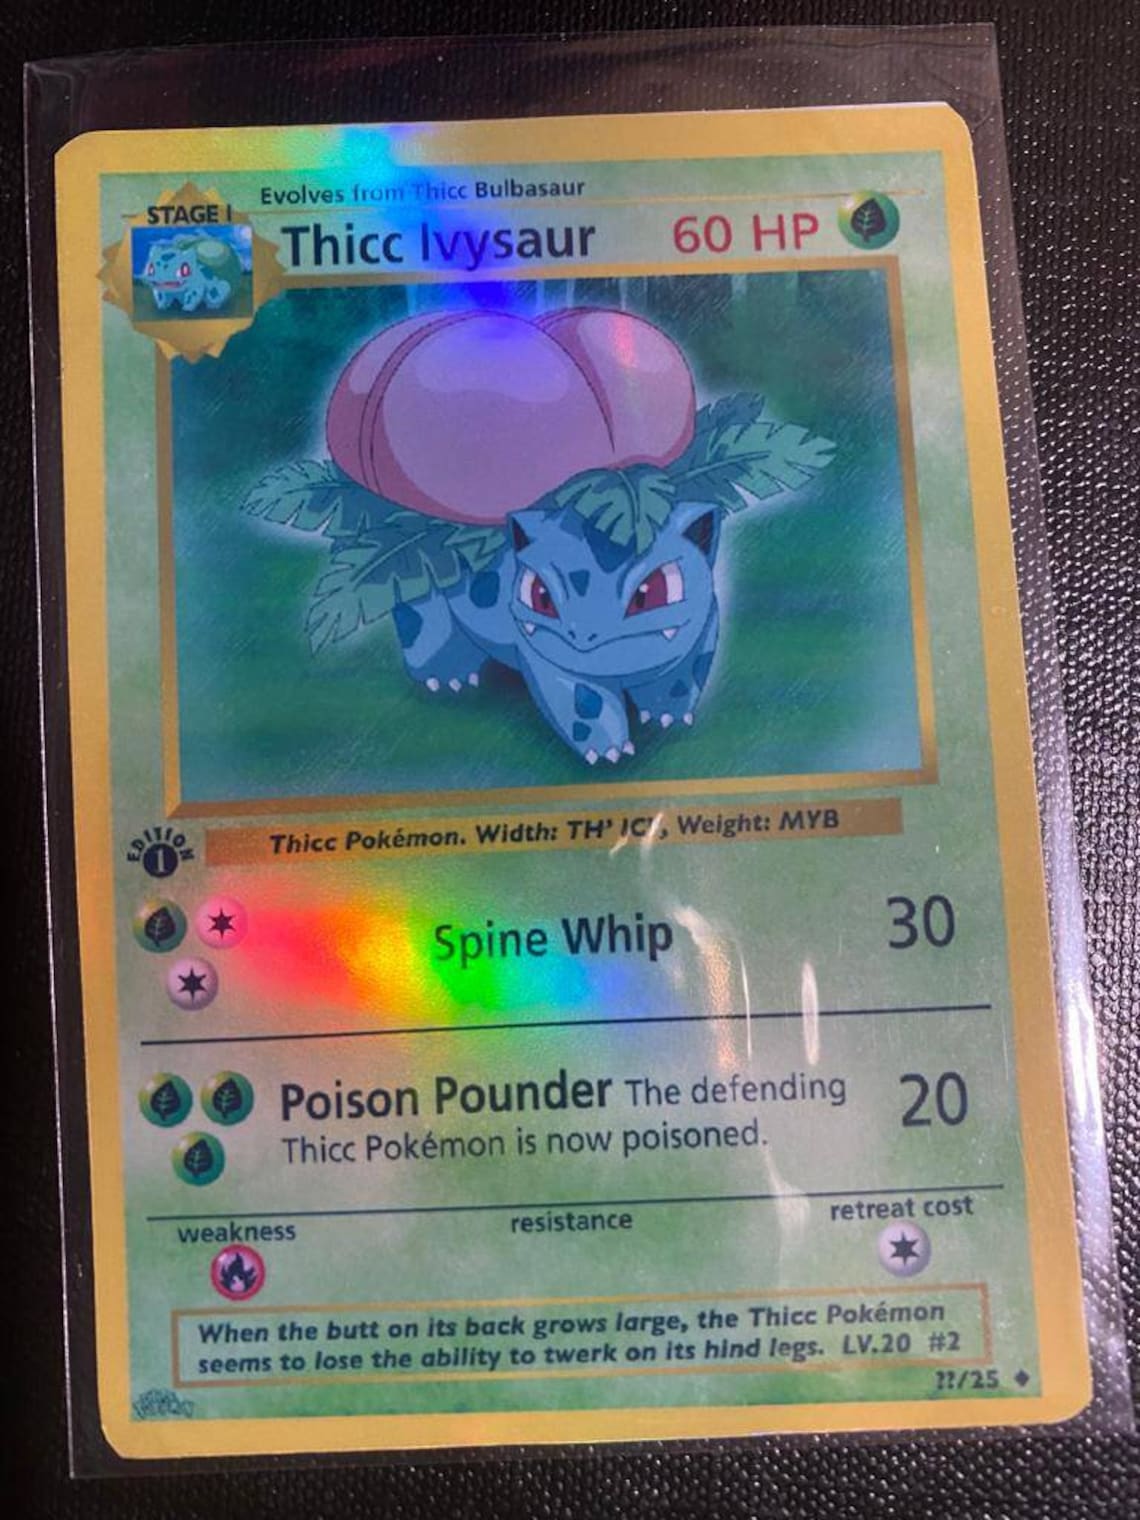 Evolves from Thicc Bulbasaur
STAGE 1
Thicc Ivysaur 60 HP
Thicc Pokémon. Width: TH' ICY, Weight: MYB
EDITION
1
Spine Whip 30
Poison Pounder The defending 20
Thicc Pokémon is now poisoned.
weakness resistance retreat cost
When the butt on its back grows large, the Thicc Pokémon
seems to lose the ability to twerk on its hind legs. LV.20 #2
??/25